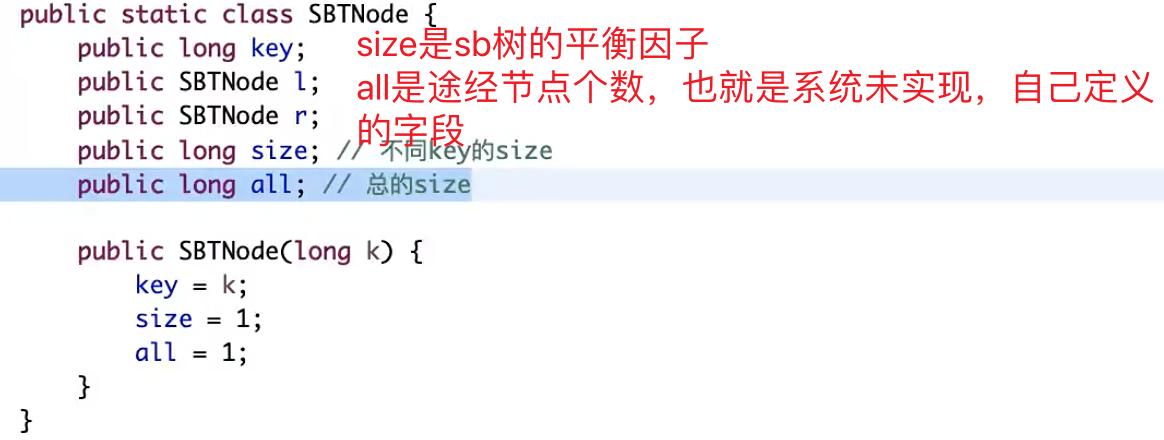 public static class SBTNode {
public long key;
size是sb树的平衡因子
public SBTNode l;
all是途经节点个数，也就是系统未实现，自己定义
public SBTNode r;
的字段
public long size; // 不同key的size
public long all; // 总的size
public SBTNode(long k) {
key = k;
size = 1;
all = 1;
}
}